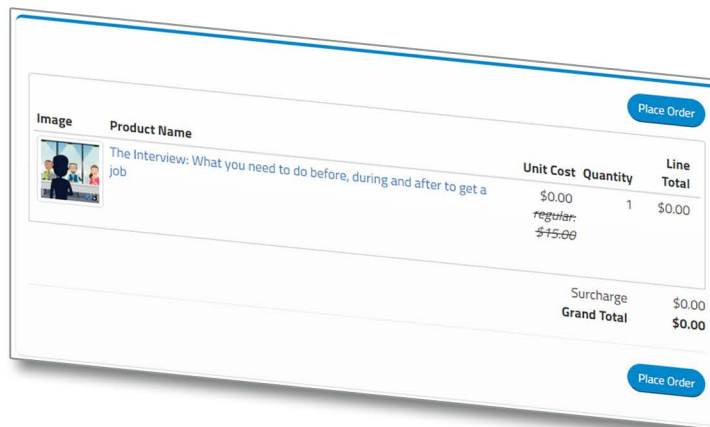 Place Order
Image Product Name Unit Cost Quantity Line
Total
The Interview: What you need to do before, during and after to get a
job
$0.00 1 $0.00
regular:
$15.00
Surcharge $0.00
Grand Total $0.00
Place Order